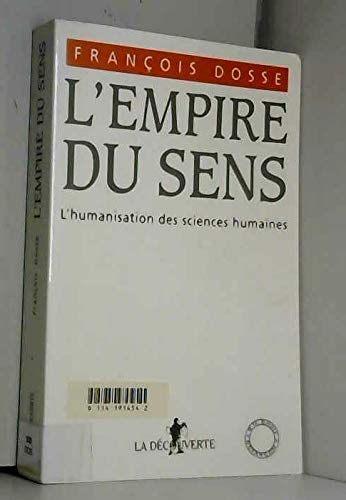 FRANÇOIS DOSSE
L'EMPIRE
DU SENS
L'humanisation des sciences humaines
LA DÉCOUVERTE
L'EMPIRE DU SENS
FRANÇOIS DOSSE